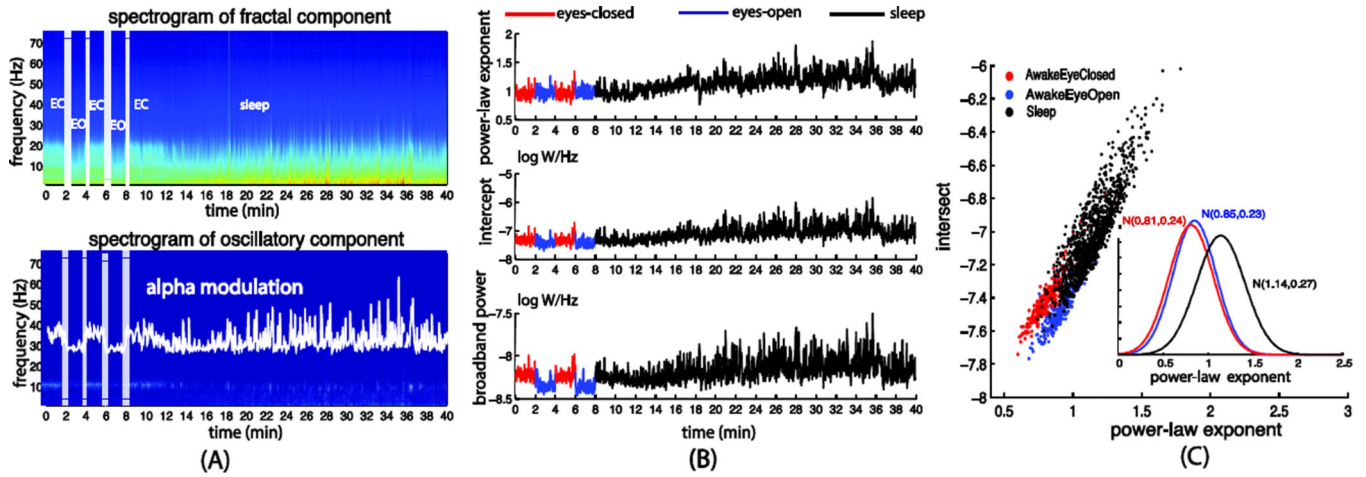 spectrogram of fractal component
frequency (Hz)
70
60
50
40
30
20
10
EC
EO
EC
EO
EC
sleep
0 2 4 6 8 10 12 14 16 18 20 22 24 26 28 30 32 34 36 38 40
time (min)
spectrogram of oscillatory component
frequency (Hz)
70
60
50
40
30
20
10
alpha modulation
0 2 4 6 8 10 12 14 16 18 20 22 24 26 28 30 32 34 36 38 40
time (min)
(A)
eyes-closed eyes-open sleep
power-law exponent
2
1.5
1
0.5
0 2 4 6 8 10 12 14 16 18 20 22 24 26 28 30 32 34 36 38 40
log W/Hz
intercept
-5
-6
-7
-8
0 2 4 6 8 10 12 14 16 18 20 22 24 26 28 30 32 34 36 38 40
log W/Hz
broadband power
-7.5
-8
-8.5
0 2 4 6 8 10 12 14 16 18 20 22 24 26 28 30 32 34 36 38 40
time (min)
(B)
AwakeEyeClosed
AwakeEyeOpen
Sleep
intersect
-6
-6.2
-6.4
-6.6
-6.8
-7
-7.2
-7.4
-7.6
-7.8
-8
N(0.81,0.24)
N(0.85,0.23)
N(1.14,0.27)
0 0.5 1 1.5 2 2.5
power-law exponent
0.5 1 1.5 2 2.5 3
power-law exponent
(C)